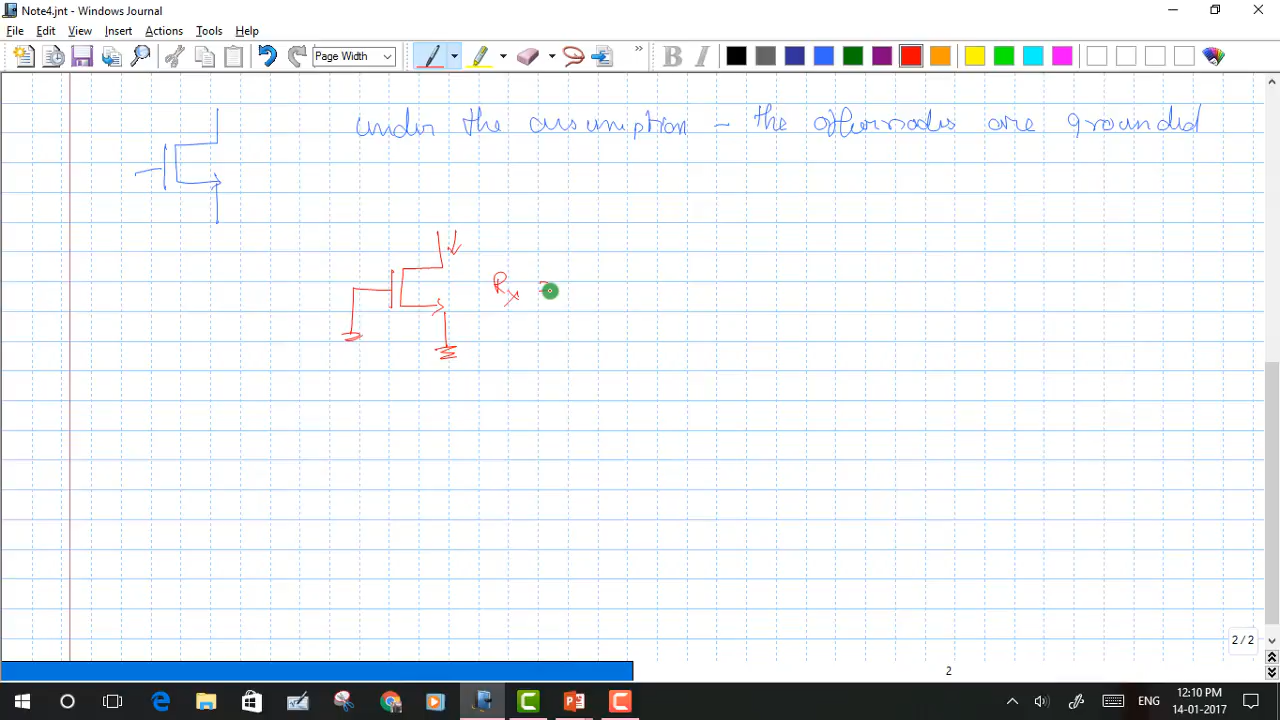 Note4.jnt - Windows Journal
File Edit View Insert Actions Tools Help
Page Width
B I
under the assumption - the other nodes are grounded
Rx =
2 / 2
2
ENG
12:10 PM
14-01-2017